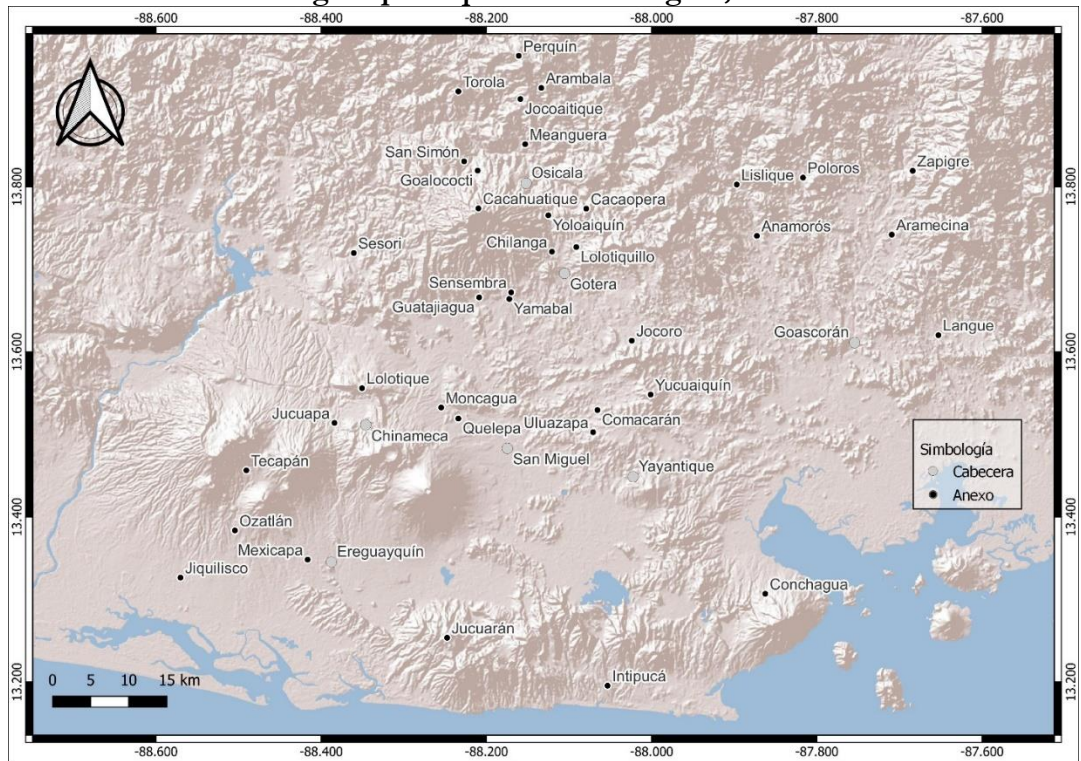 -88.600 -88.400 -88.200 -88.000 -87.800 -87.600
Perquín
Torola
Arambala
Jocoaitique
Meanguera
San Simón
Osicala
Goalococti
Lislique
Poloros
Zapigre
13.800
13.800
Cacahuatique
Cacaopera
Yoloaiquín
Anamorós
Aramecina
Sesori
Chilanga
Lolotiquillo
Gotera
Sensembra
Guatajiagua
Yamabal
Jocoro
Goascorán
Langue
13.600
13.600
Lolotique
Yucuaiquín
Moncagua
Jucuapa
Quelepa
Uluazapa
Comacarán
Chinameca
San Miguel
Simbología
Cabecera
Anexo
Tecapán
Yayantique
13.400
13.400
Ozatlán
Mexicapa
Ereguayquín
Jiquilisco
Conchagua
Jucuarán
Intipucá
13.200
13.200
0 5 10 15 km
-88.600 -88.400 -88.200 -88.000 -87.800 -87.600